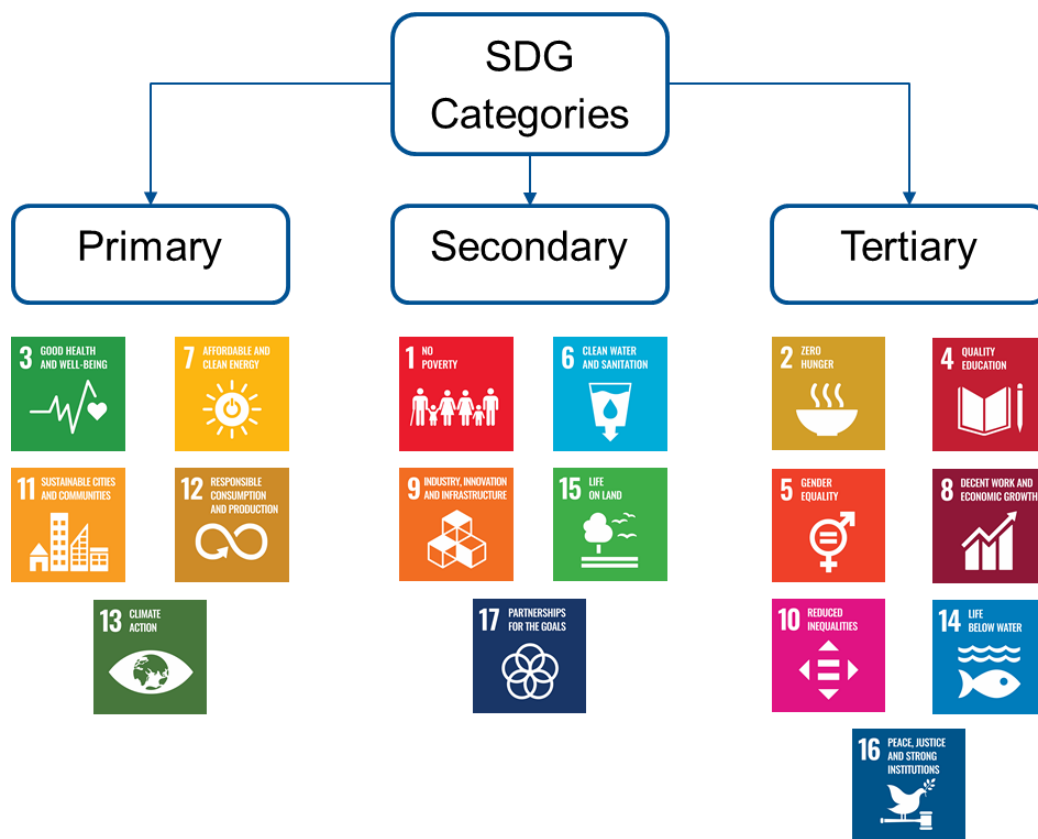 SDG
Categories
Primary
Secondary
Tertiary
3 GOOD HEALTH
AND WELL-BEING
7 AFFORDABLE AND
CLEAN ENERGY
11 SUSTAINABLE CITIES
AND COMMUNITIES
12 RESPONSIBLE
CONSUMPTION
AND PRODUCTION
13 CLIMATE
ACTION
1 NO
POVERTY
6 CLEAN WATER
AND SANITATION
9 INDUSTRY, INNOVATION
AND INFRASTRUCTURE
15 LIFE
ON LAND
17 PARTNERSHIPS
FOR THE GOALS
2 ZERO
HUNGER
4 QUALITY
EDUCATION
5 GENDER
EQUALITY
8 DECENT WORK AND
ECONOMIC GROWTH
10 REDUCED
INEQUALITIES
14 LIFE
BELOW WATER
16 PEACE, JUSTICE
AND STRONG
INSTITUTIONS